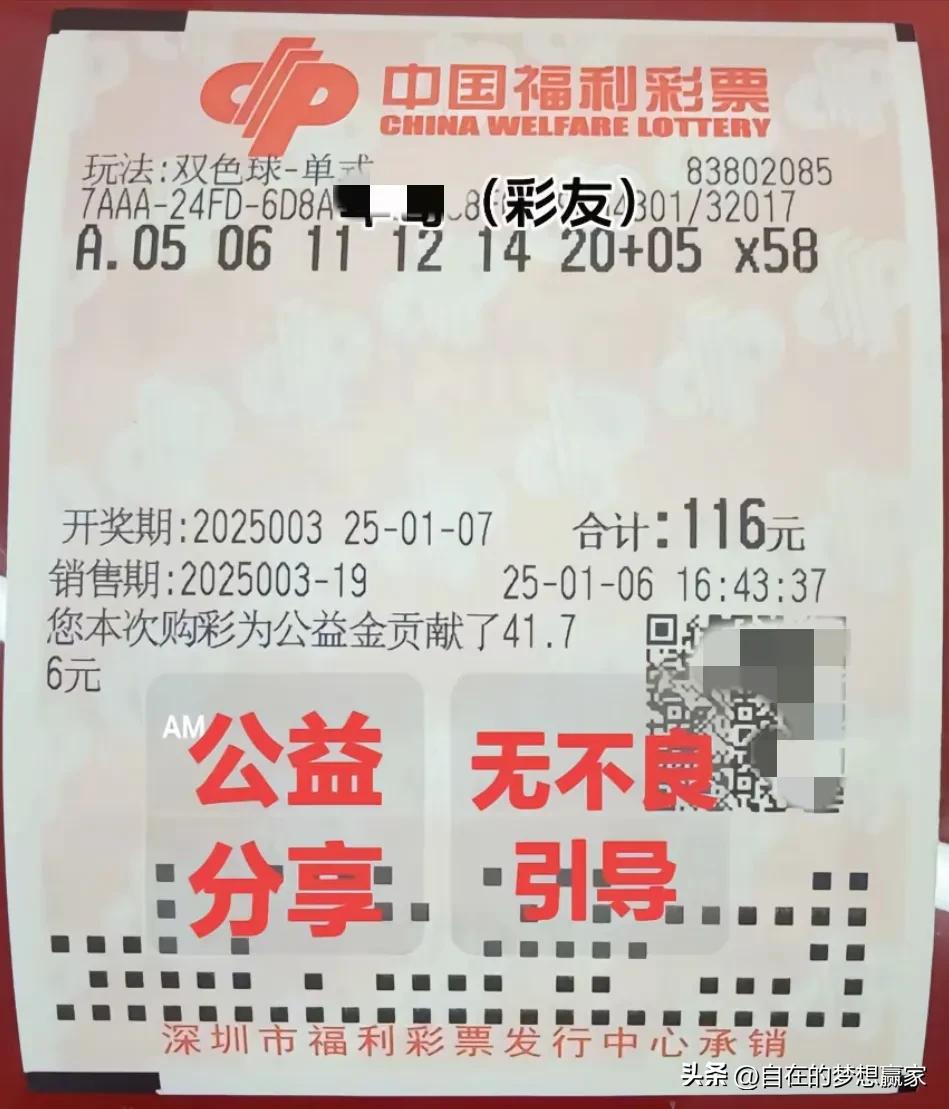 中国福利彩票
CHINA WELFARE LOTTERY
玩法:双色球-单式 83802085
7AAA-24FD-6D8A (彩友) 301/32017
A.05 06 11 12 14 20+05 x58
开奖期:2025003 25-01-07 合计:116元
销售期:2025003-19 25-01-06 16:43:37
您本次购彩为公益金贡献了41.7
6元
AM
公益 无不良
分享 引导
深圳市福利彩票发行中心承销
头条 @自在的梦想赢家